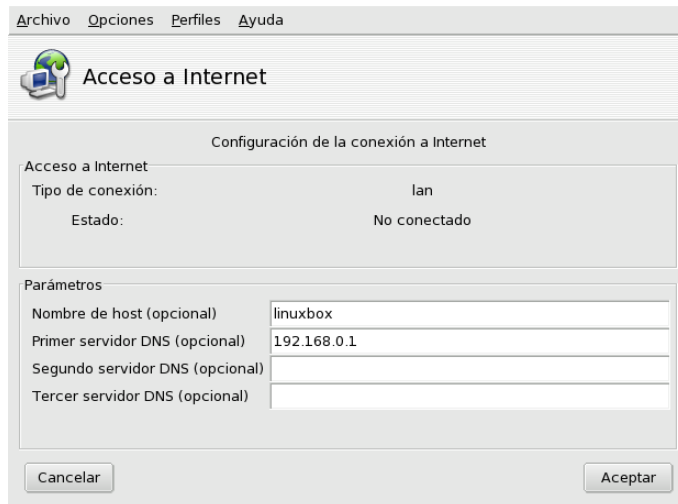 Archivo Opciones Perfiles Ayuda
Acceso a Internet
Configuración de la conexión a Internet
Acceso a Internet
Tipo de conexión: lan
Estado: No conectado
Parámetros
Nombre de host (opcional) linuxbox
Primer servidor DNS (opcional) 192.168.0.1
Segundo servidor DNS (opcional)
Tercer servidor DNS (opcional)
Cancelar Aceptar